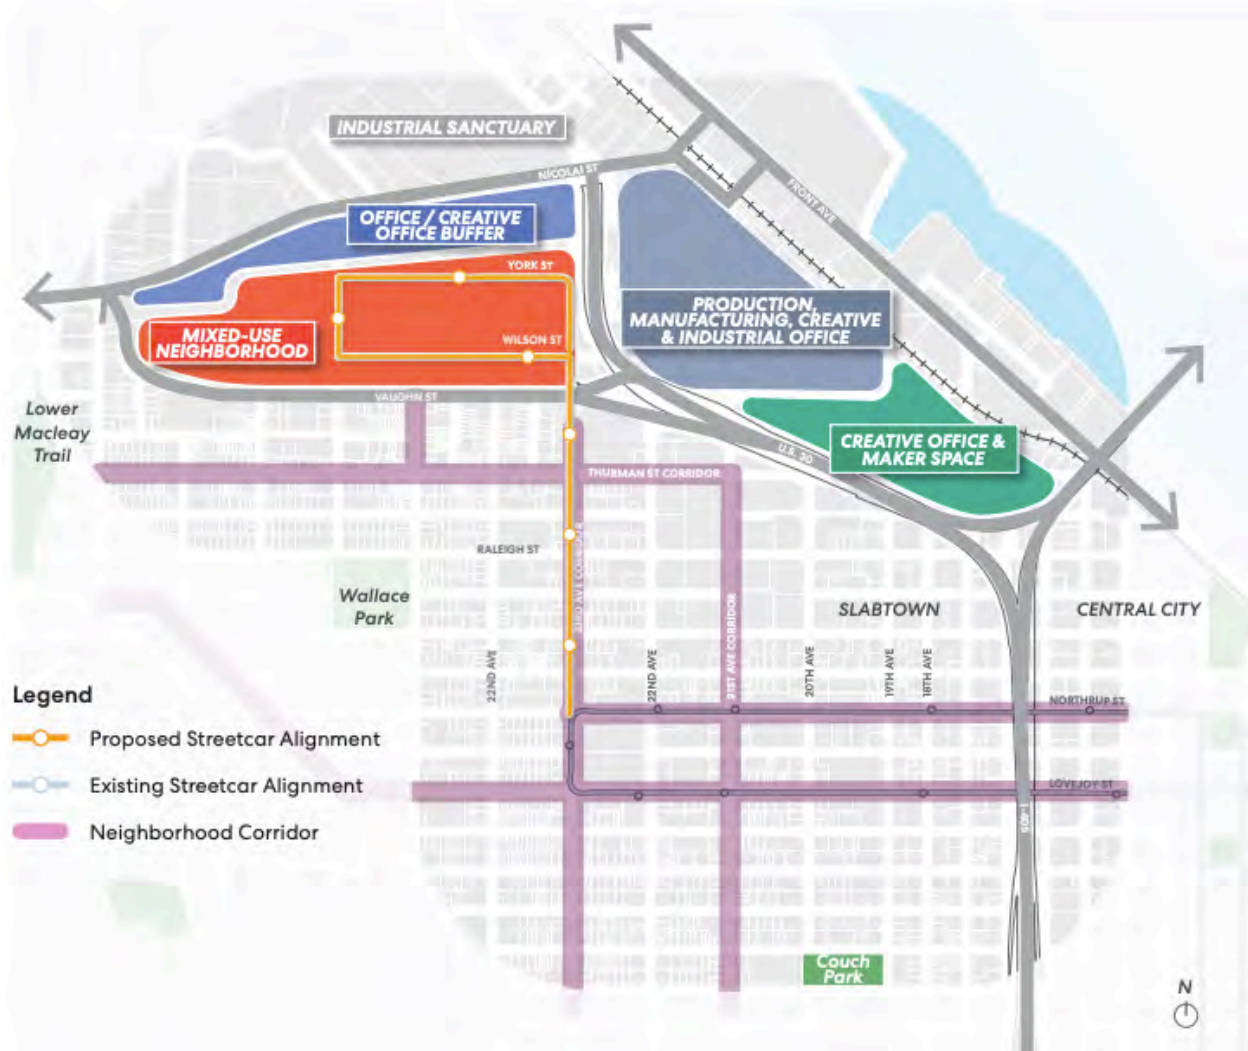 INDUSTRIAL SANCTUARY
NICOLAI ST
FRONT AVE
OFFICE / CREATIVE
OFFICE BUFFER
YORK ST
PRODUCTION,
MANUFACTURING, CREATIVE
& INDUSTRIAL OFFICE
MIXED-USE
NEIGHBORHOOD
WILSON ST
VAUGHN ST
Lower
Macleay
Trail
CREATIVE OFFICE &
MAKER SPACE
U.S. 30
THURMAN ST CORRIDOR
RALEIGH ST
23RD AVE CORRIDOR
Wallace
Park
21ST AVE CORRIDOR
SLABTOWN
CENTRAL CITY
22ND AVE
22ND AVE
20TH AVE
19TH AVE
18TH AVE
NORTHRUP ST
LOVEJOY ST
I-405
Legend
Proposed Streetcar Alignment
Existing Streetcar Alignment
Neighborhood Corridor
Couch
Park
N